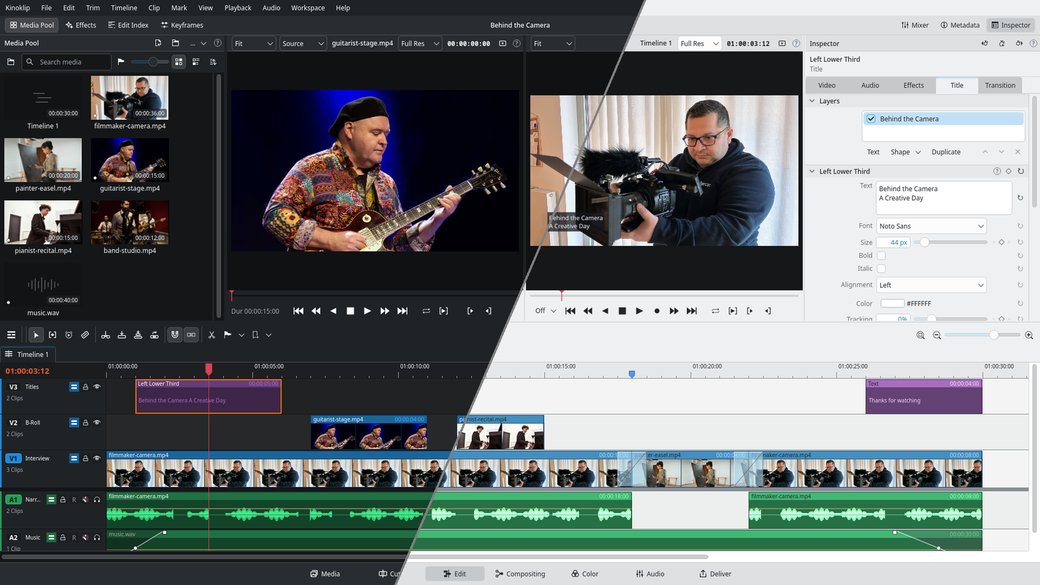 Kinoklip File Edit Trim Timeline Clip Mark View Playback Audio Workspace Help
Media Pool Effects Edit Index Keyframes Behind the Camera Mixer Metadata Inspector
Media Pool ... Fit Source guitarist-stage.mp4 Full Res 00:00:00:00 Fit Timeline 1 Full Res 01:00:03:12 Inspector
Search media
Left Lower Third
Title
Video Audio Effects Title Transition
Layers
Behind the Camera
Text Shape Duplicate
00:00:30:00 00:00:36:00
Timeline 1 filmmaker-camera.mp4
00:00:20:00 00:00:15:00
painter-easel.mp4 guitarist-stage.mp4
00:00:15:00 00:00:12:00
pianist-recital.mp4 band-studio.mp4
00:00:40:00
music.wav
Behind the Camera
A Creative Day
Left Lower Third
Text Behind the Camera
A Creative Day
Font Noto Sans
Size 44 px
Bold
Italic
Alignment Left
Color #FFFFFF
Tracking 0%
Dur 00:00:15:00 Off
Timeline 1
01:00:03:12
01:00:00:00 01:00:05:00 01:00:10:00 01:00:15:00 01:00:20:00 01:00:25:00 01:00:30:00
V3 Titles
2 Clips
Left Lower Third 00:00:05:00
Behind the Camera A Creative Day
Text 00:00:04:00
Thanks for watching
V2 B-Roll
2 Clips
guitarist-stage.mp4 00:00:04:00
V1 Interview
3 Clips
filmmaker-camera.mp4
filmmaker-camera.mp4 00:00:08:00
A1 Narr...
2 Clips
R
filmmaker-camera.mp4 00:00:18:00
filmmaker-camera.mp4 00:00:08:00
A2 Music
1 Clip
R
music.wav 00:00:30:00
Media Edit Compositing Color Audio Deliver